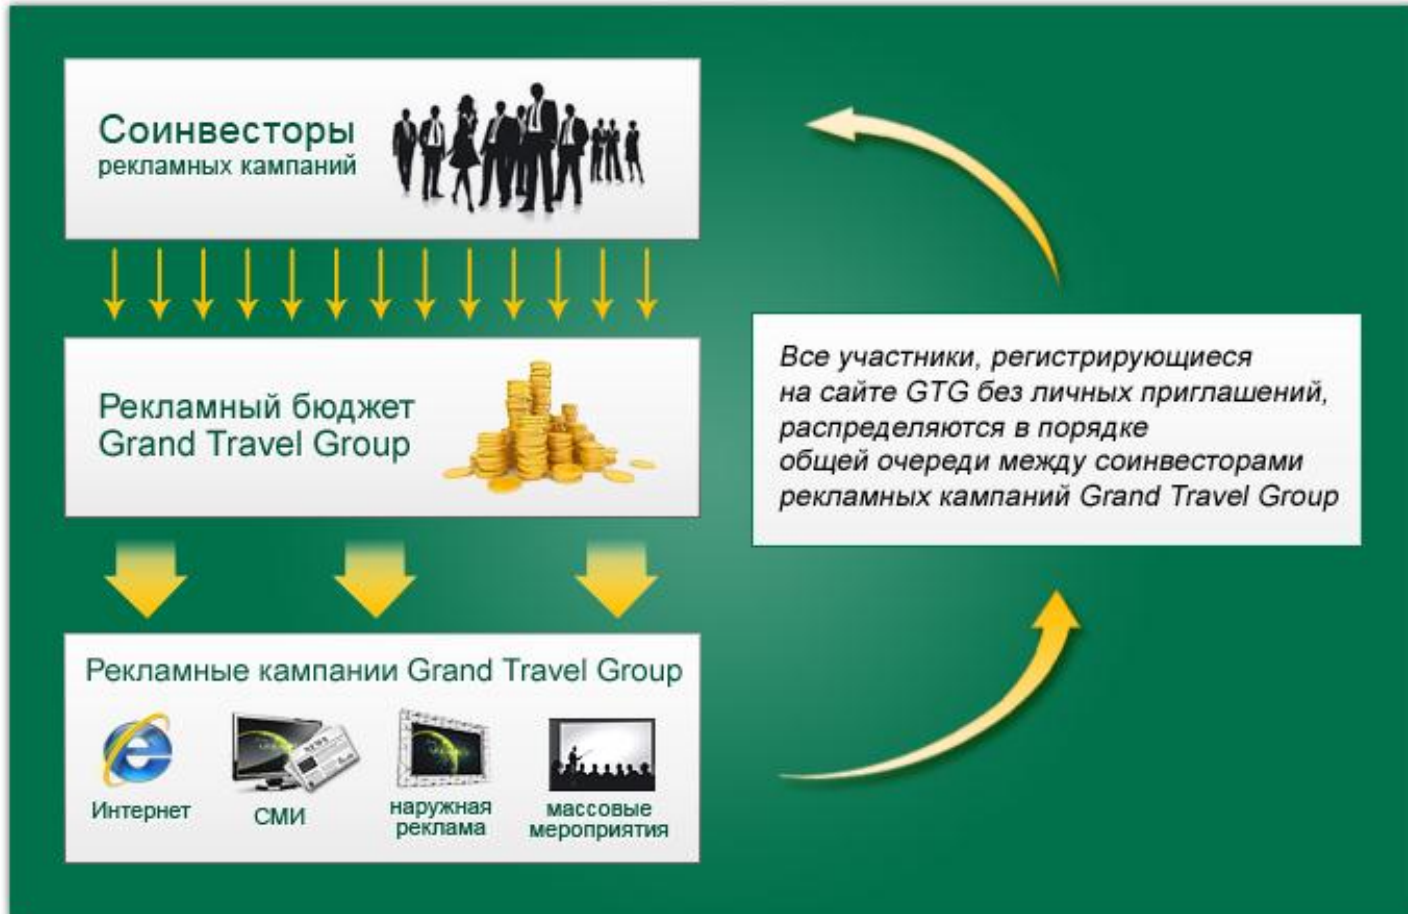 Соинвесторы
рекламных кампаний
Рекламный бюджет
Grand Travel Group
Все участники, регистрирующиеся
на сайте GTG без личных приглашений,
распределяются в порядке
общей очереди между соинвесторами
рекламных кампаний Grand Travel Group
Рекламные кампании Grand Travel Group
Интернет
СМИ
наружная
реклама
массовые
мероприятия
NEWS